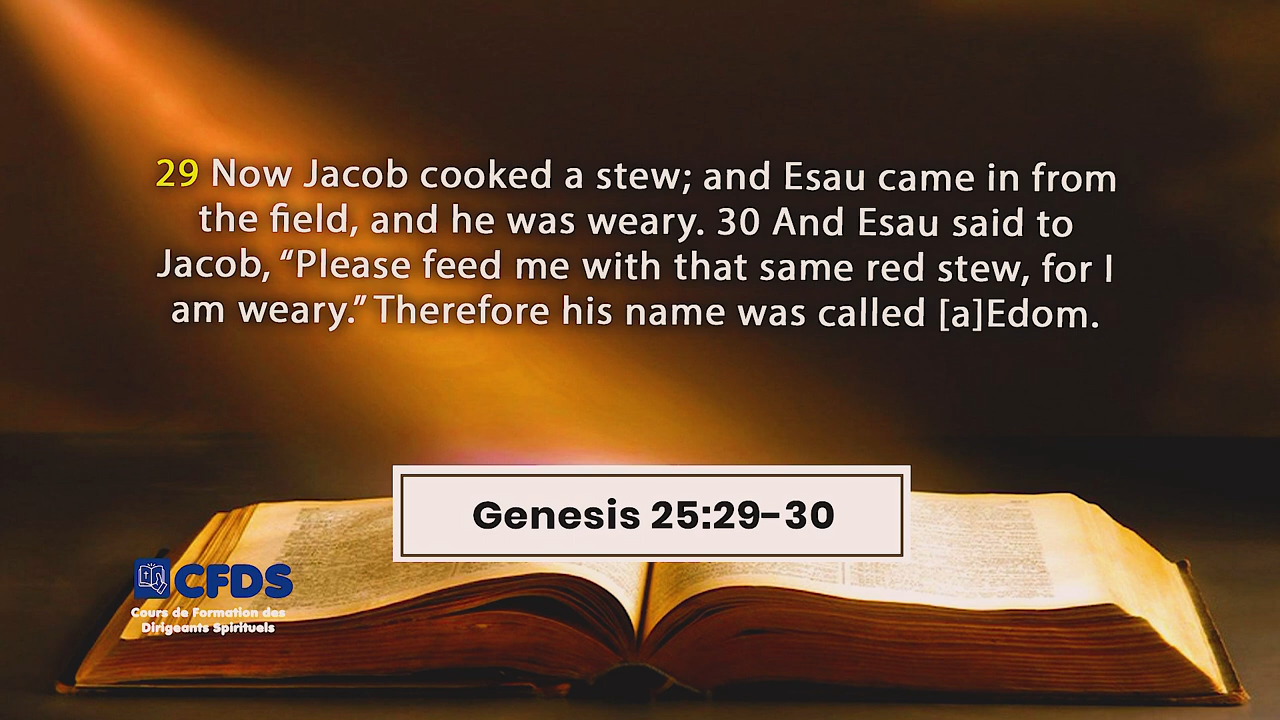 29 Now Jacob cooked a stew; and Esau came in from
the field, and he was weary. 30 And Esau said to
Jacob, “Please feed me with that same red stew, for I
am weary.” Therefore his name was called [a]Edom.
Genesis 25:29-30
CFDS
Cours de Formation des
Dirigeants Spirituels